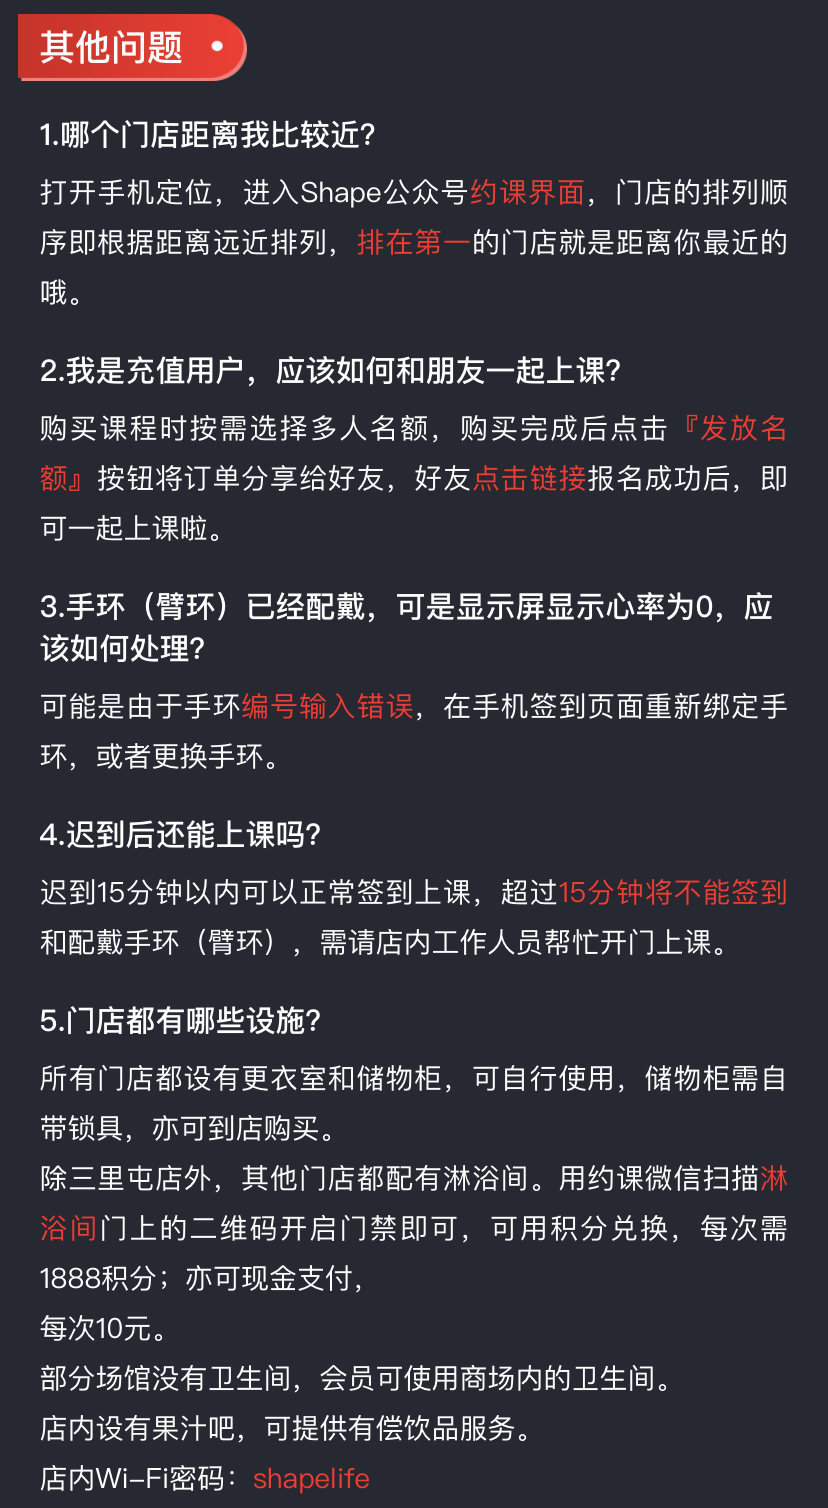 其他问题
1.哪个门店距离我比较近?
打开手机定位，进入Shape公众号约课界面，门店的排列顺
序即根据距离远近排列，排在第一的门店就是距离你最近的
哦。
2.我是充值用户，应该如何和朋友一起上课?
购买课程时按需选择多人名额，购买完成后点击『发放名
额』按钮将订单分享给好友，好友点击链接报名成功后，即
可一起上课啦。
3.手环（臂环）已经配戴，可是显示屏显示心率为0，应
该如何处理?
可能是由于手环编号输入错误，在手机签到页面重新绑定手
环，或者更换手环。
4.迟到后还能上课吗?
迟到15分钟以内可以正常签到上课，超过15分钟将不能签到
和配戴手环（臂环），需请店内工作人员帮忙开门上课。
5.门店都有哪些设施?
所有门店都设有更衣室和储物柜，可自行使用，储物柜需自
带锁具，亦可到店购买。
除三里屯店外，其他门店都配有淋浴间。用约课微信扫描淋
浴间门上的二维码开启门禁即可，可用积分兑换，每次需
1888积分；亦可现金支付，
每次10元。
部分场馆没有卫生间，会员可使用商场内的卫生间。
店内设有果汁吧，可提供有偿饮品服务。
店内Wi-Fi密码：shapelife